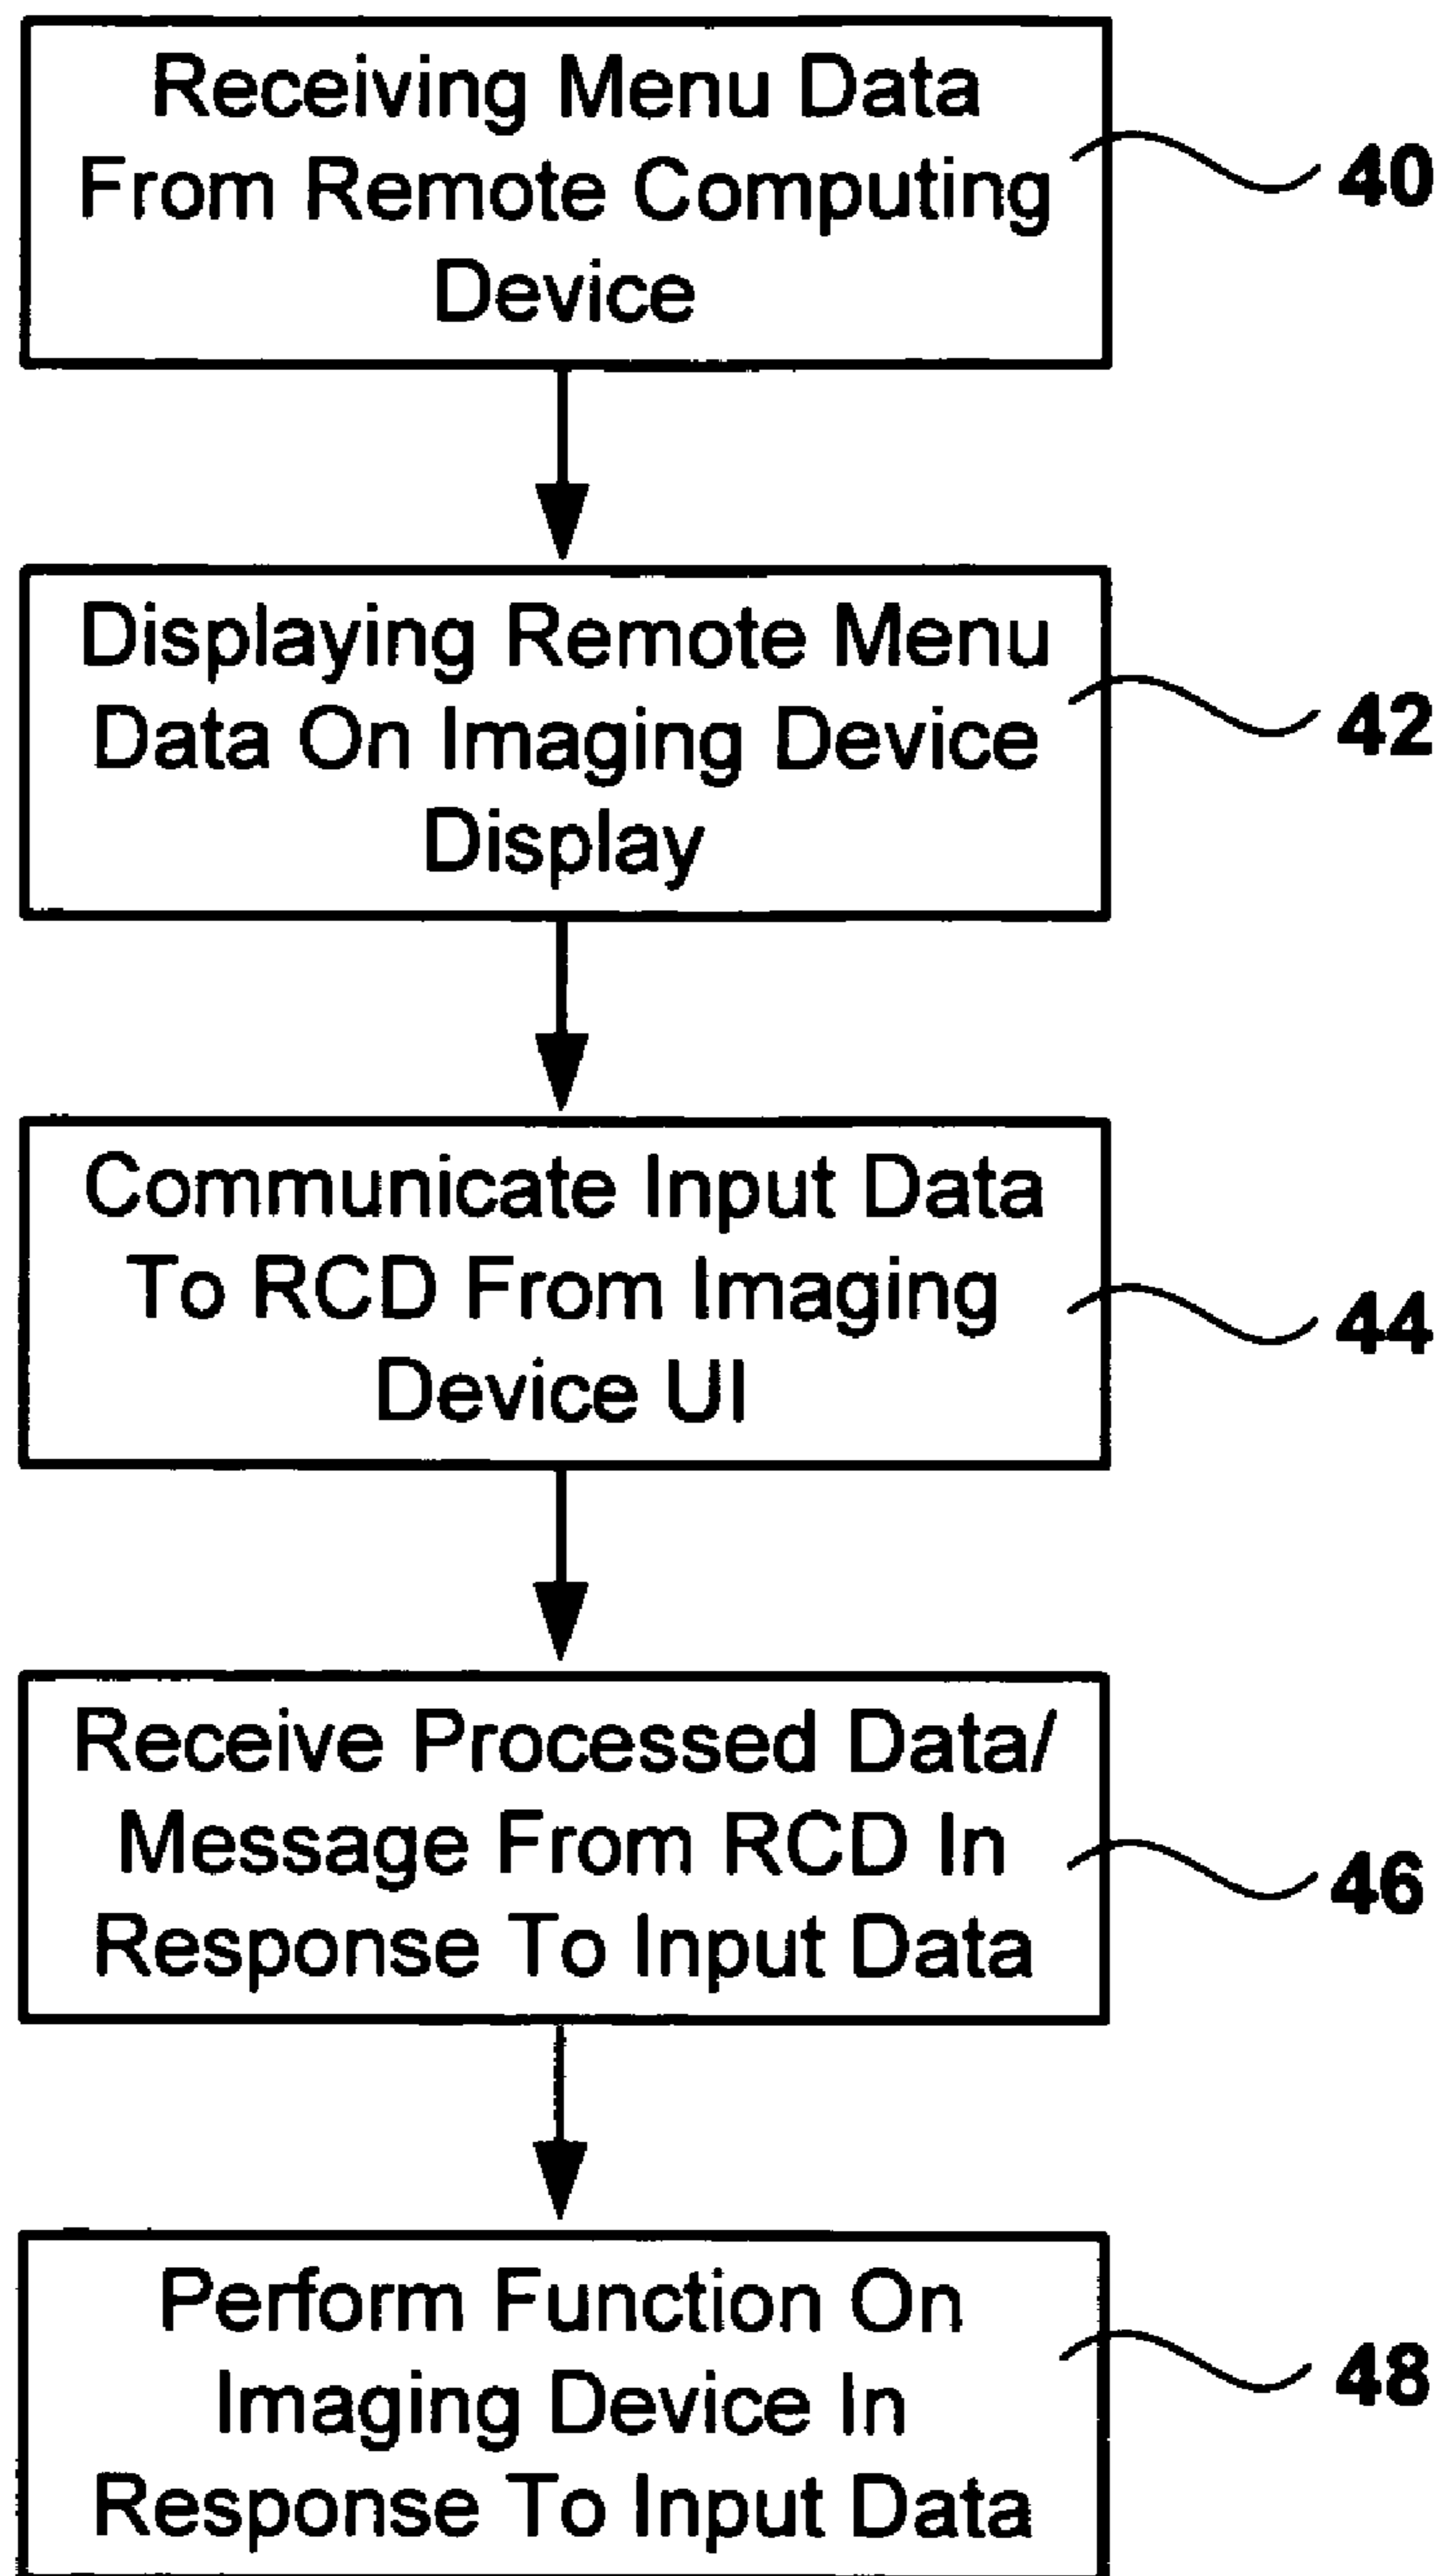 Receiving Menu Data
From Remote Computing
Device
40
Displaying Remote Menu
Data On Imaging Device
Display
42
Communicate Input Data
To RCD From Imaging
Device UI
44
Receive Processed Data/
Message From RCD In
Response To Input Data
46
Perform Function On
Imaging Device In
Response To Input Data
48